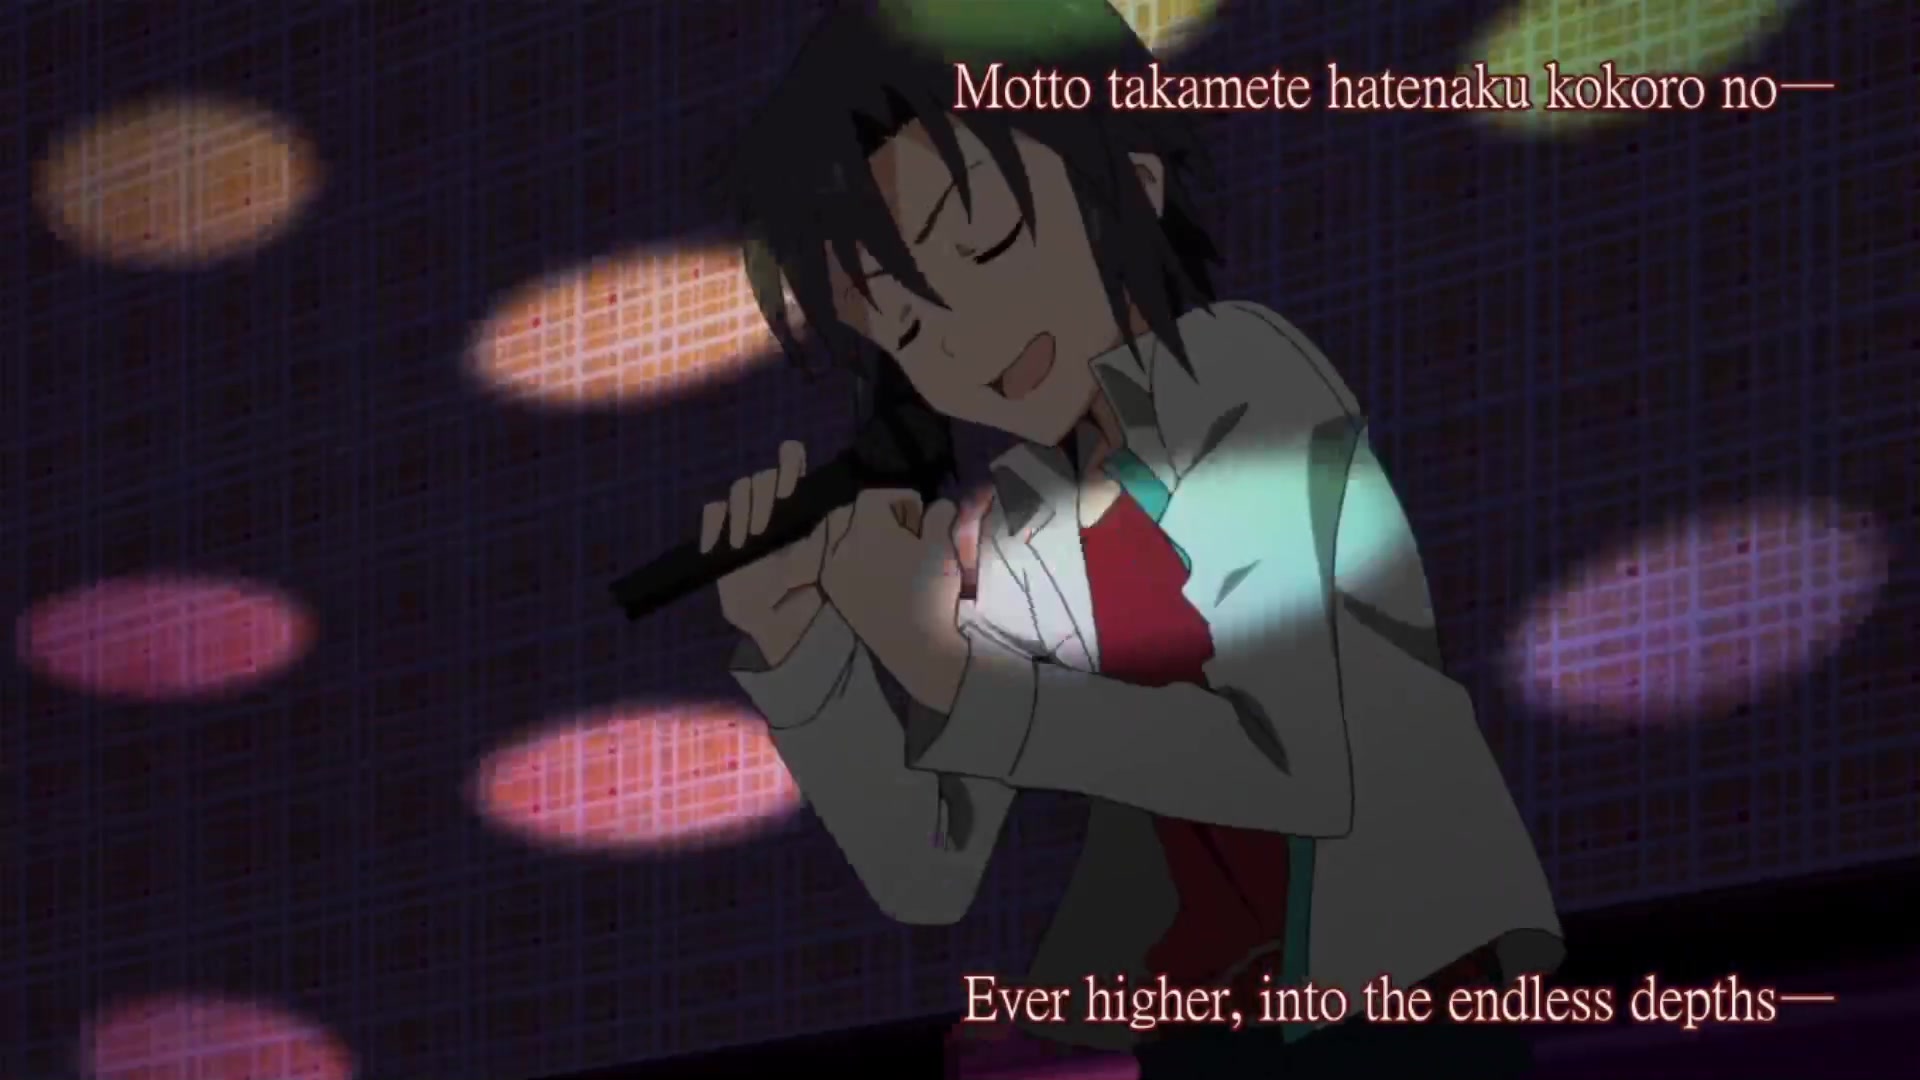 Motto takamete hatenaku kokoro no—
Ever higher, into the endless depths—